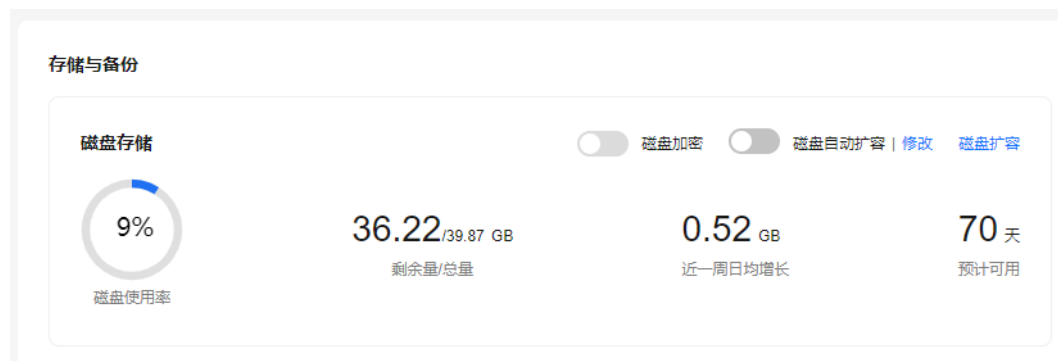 存储与备份
磁盘存储
磁盘加密 磁盘自动扩容 | 修改 磁盘扩容
9%
磁盘使用率
36.22/39.87 GB
剩余量/总量
0.52 GB
近一周日均增长
70 天
预计可用